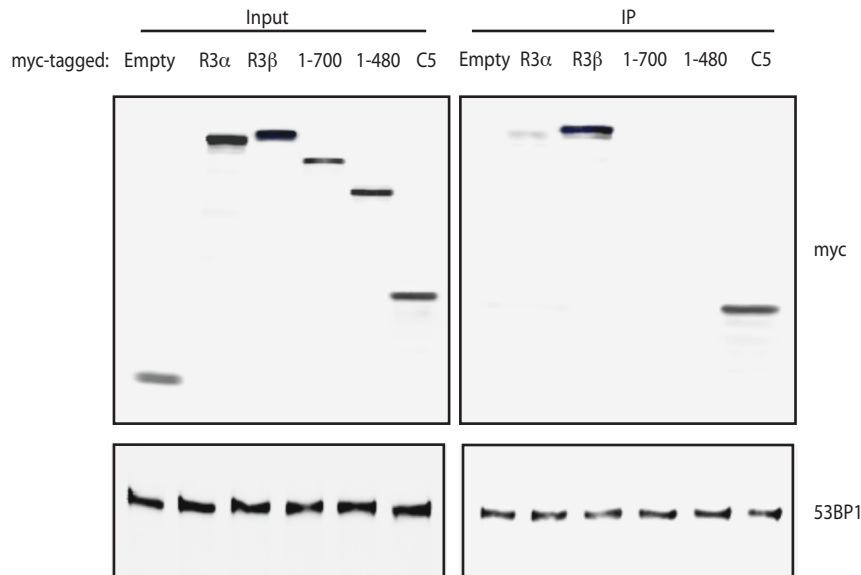 Input IP
myc-tagged: Empty R3α R3β 1-700 1-480 C5 Empty R3α R3β 1-700 1-480 C5
myc
53BP1